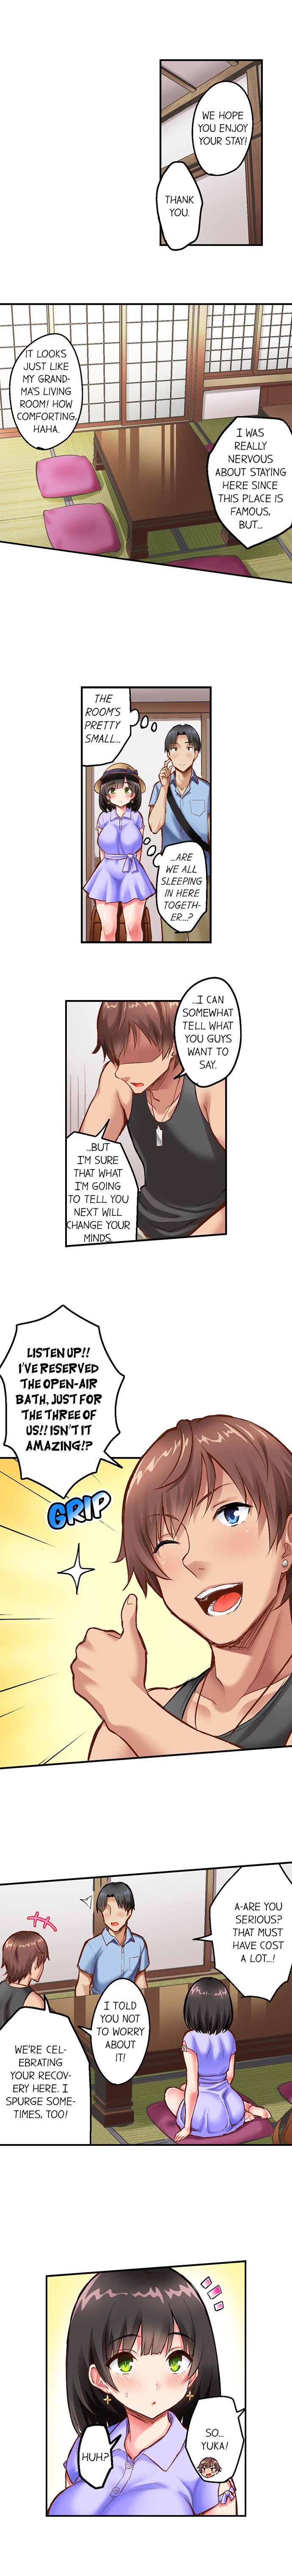 WE HOPE
YOU ENJOY
YOUR STAY!
THANK
YOU.
IT LOOKS
JUST LIKE
MY GRAND-
MA'S LIVING
ROOM! HOW
COMFORTING,
HAHA.
I WAS
REALLY
NERVOUS
ABOUT STAYING
HERE SINCE
THIS PLACE IS
FAMOUS,
BUT...
THE
ROOM'S
PRETTY
SMALL...
...ARE
WE ALL
SLEEPING
IN HERE
TOGETH-
ER...?
...I CAN
SOMEWHAT
TELL WHAT
YOU GUYS
WANT TO
SAY.
...BUT
I'M SURE
THAT WHAT
I'M GOING
TO TELL YOU
NEXT WILL
CHANGE YOUR
MINDS.
LISTEN UP!!
I'VE RESERVED
THE OPEN-AIR
BATH, JUST FOR
THE THREE OF
US!! ISN'T IT
AMAZING!?
GRIP
A-ARE YOU
SERIOUS?
THAT MUST
HAVE COST
A LOT...!
I TOLD
YOU NOT
TO WORRY
ABOUT
IT!
WE'RE CEL-
EBRATING
YOUR RECOV-
ERY HERE. I
SPURGE SOME-
TIMES, TOO!
SO...
YUKA!
HUH?